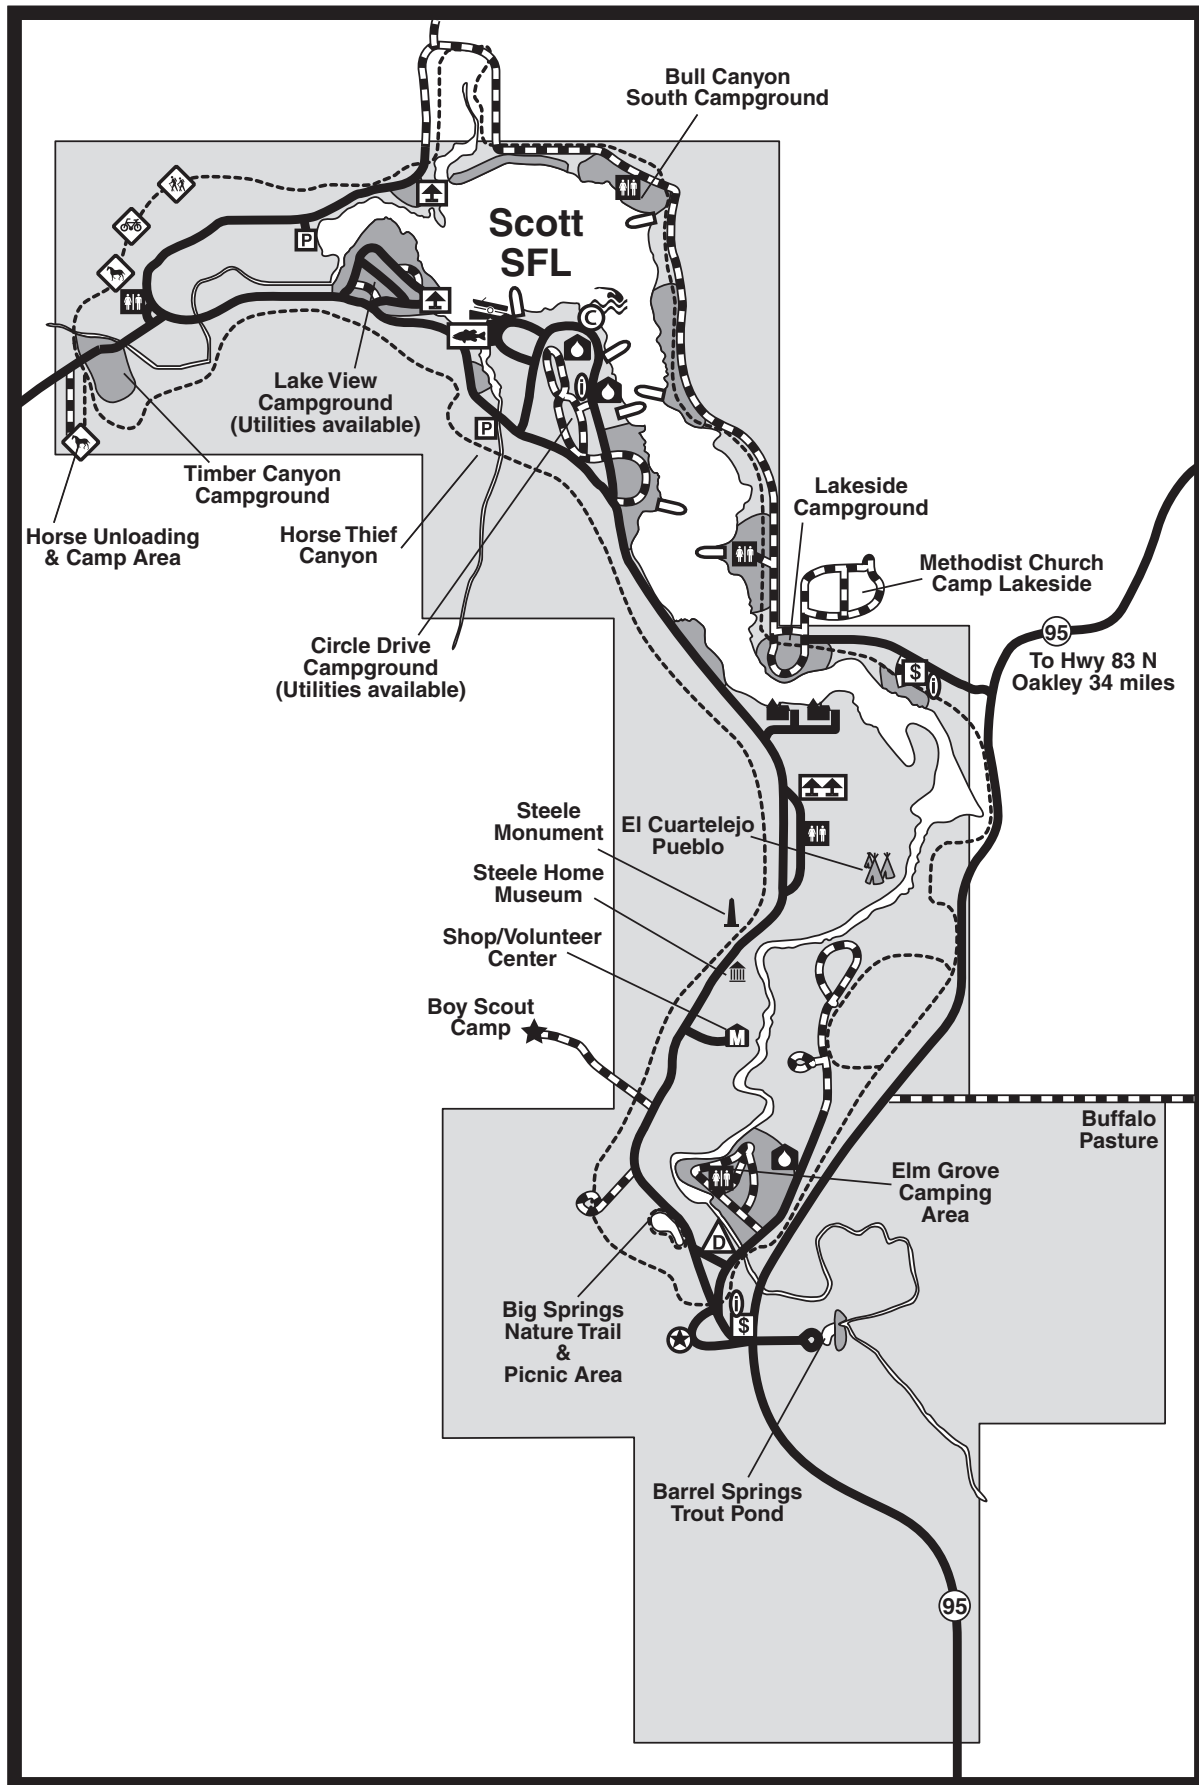 Bull Canyon
South Campground
Scott
SFL
P
C
i
Lake View
Campground
(Utilities available)
P
Timber Canyon
Campground
Horse Unloading
& Camp Area
Horse Thief
Canyon
Lakeside
Campground
Methodist Church
Camp Lakeside
95
To Hwy 83 N
Oakley 34 miles
$
i
Circle Drive
Campground
(Utilities available)
Steele
Monument
El Cuartelejo
Pueblo
Steele Home
Museum
Shop/Volunteer
Center
Boy Scout
Camp
M
Buffalo
Pasture
Elm Grove
Camping
Area
D
i
$
Big Springs
Nature Trail
&
Picnic Area
Barrel Springs
Trout Pond
95